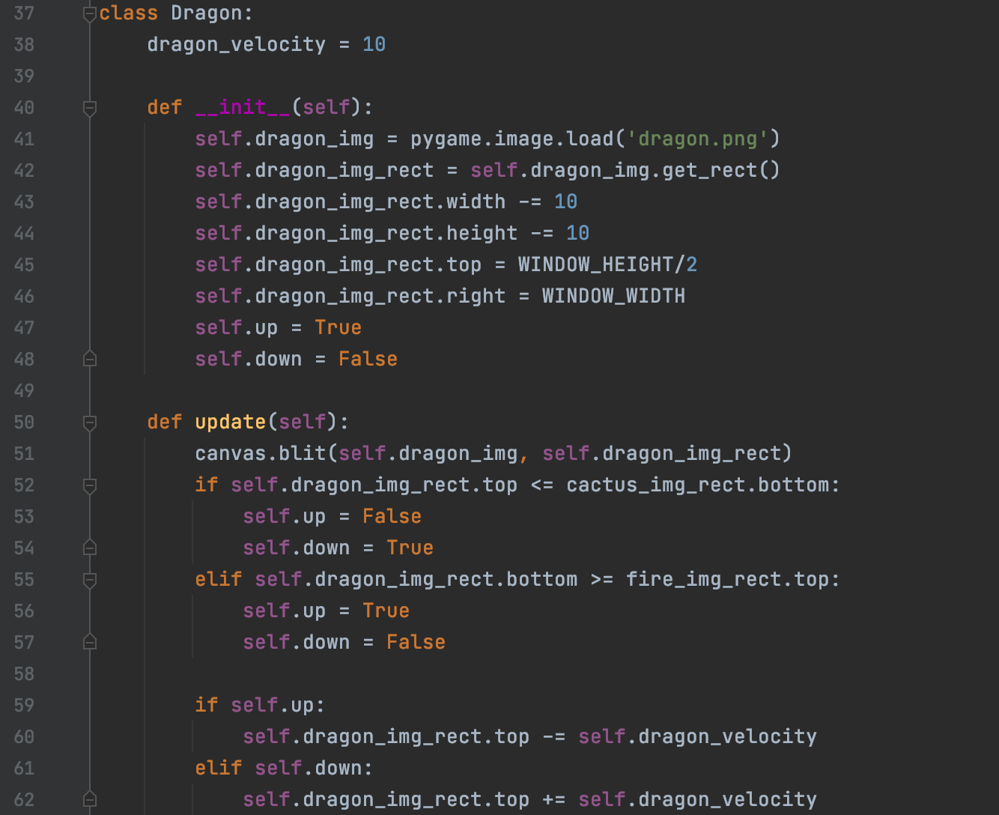 37 class Dragon:
38     dragon_velocity = 10
39
40     def __init__(self):
41         self.dragon_img = pygame.image.load('dragon.png')
42         self.dragon_img_rect = self.dragon_img.get_rect()
43         self.dragon_img_rect.width -= 10
44         self.dragon_img_rect.height -= 10
45         self.dragon_img_rect.top = WINDOW_HEIGHT/2
46         self.dragon_img_rect.right = WINDOW_WIDTH
47         self.up = True
48         self.down = False
49
50     def update(self):
51         canvas.blit(self.dragon_img, self.dragon_img_rect)
52         if self.dragon_img_rect.top <= cactus_img_rect.bottom:
53             self.up = False
54             self.down = True
55         elif self.dragon_img_rect.bottom >= fire_img_rect.top:
56             self.up = True
57             self.down = False
58
59         if self.up:
60             self.dragon_img_rect.top -= self.dragon_velocity
61         elif self.down:
62             self.dragon_img_rect.top += self.dragon_velocity